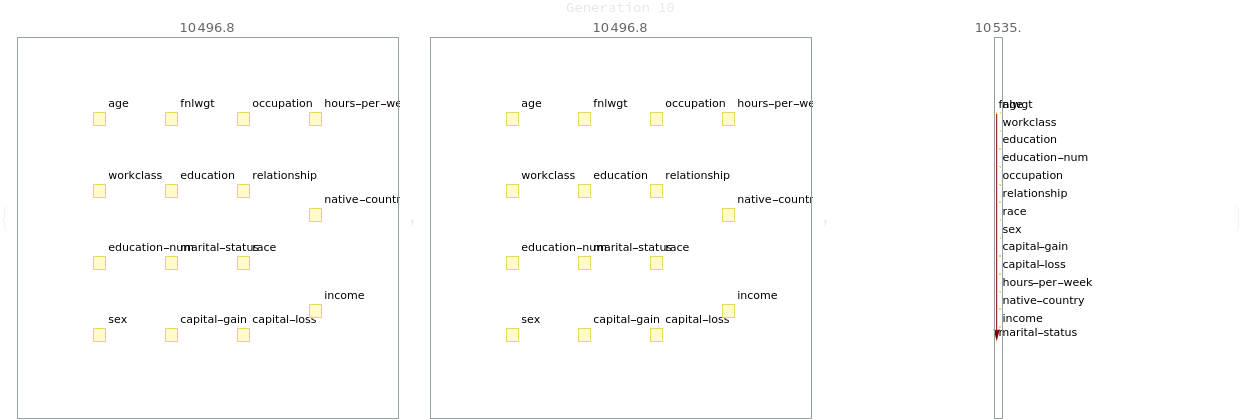 Generation 10
10496.8
age fnlwgt occupation hours-per-we
workclass education relationship
native-countr
education-num marital-status race
income
sex capital-gain capital-loss
10496.8
age fnlwgt occupation hours-per-we
workclass education relationship
native-countr
education-num marital-status race
income
sex capital-gain capital-loss
10535.
fnlwgt age
workclass
education
education-num
occupation
relationship
race
sex
capital-gain
capital-loss
hours-per-week
native-country
income
marital-status